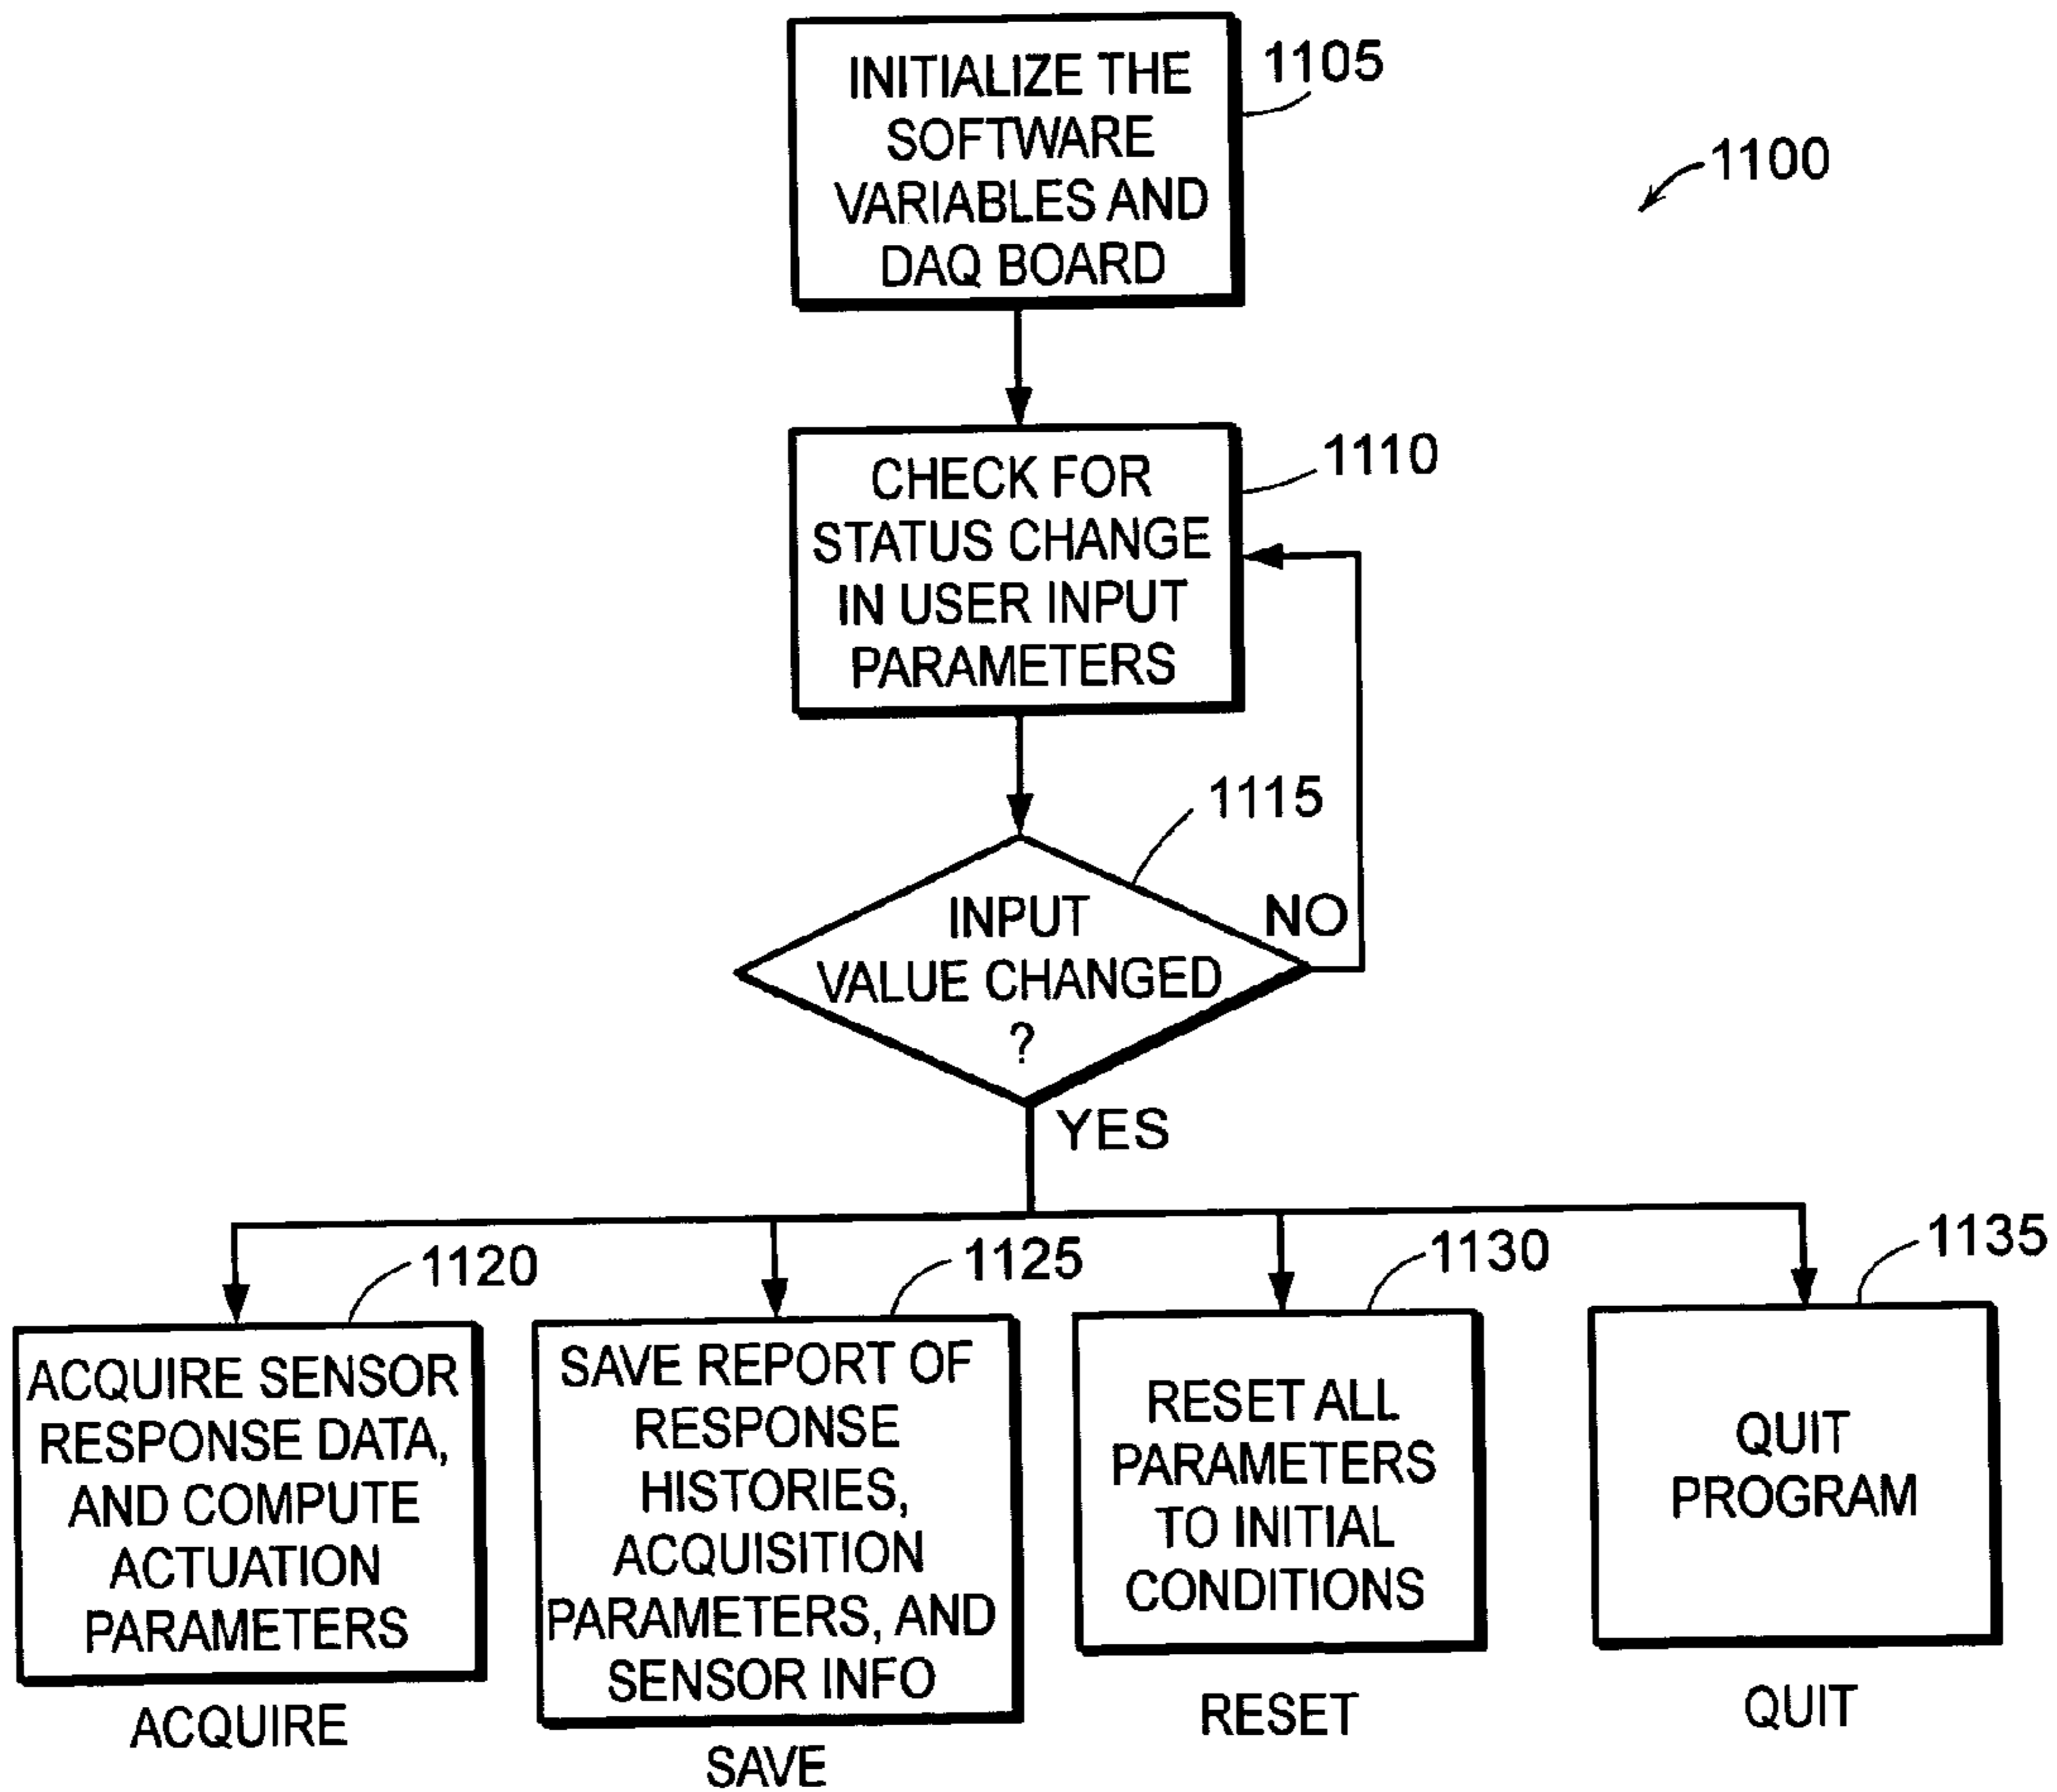 INITIALIZE THE
SOFTWARE
VARIABLES AND
DAQ BOARD
1105
1100
CHECK FOR
STATUS CHANGE
IN USER INPUT
PARAMETERS
1110
1115
INPUT
VALUE CHANGED
?
NO
YES
1120
ACQUIRE SENSOR
RESPONSE DATA,
AND COMPUTE
ACTUATION
PARAMETERS
ACQUIRE
1125
SAVE REPORT OF
RESPONSE
HISTORIES,
ACQUISITION
PARAMETERS, AND
SENSOR INFO
SAVE
1130
RESET ALL
PARAMETERS
TO INITIAL
CONDITIONS
RESET
1135
QUIT
PROGRAM
QUIT